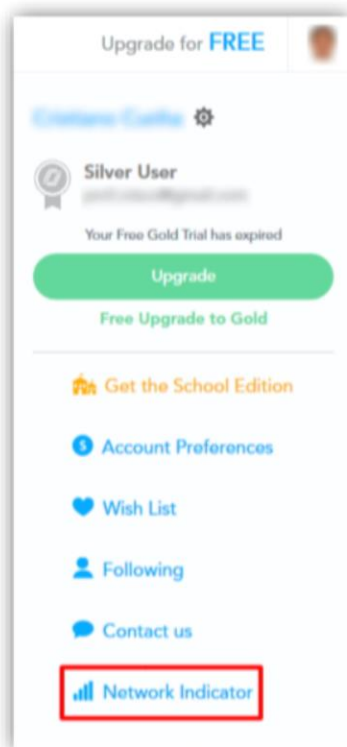 Upgrade for FREE
Silver User
Your Free Gold Trial has expired
Upgrade
Free Upgrade to Gold
Get the School Edition
Account Preferences
Wish List
Following
Contact us
Network Indicator